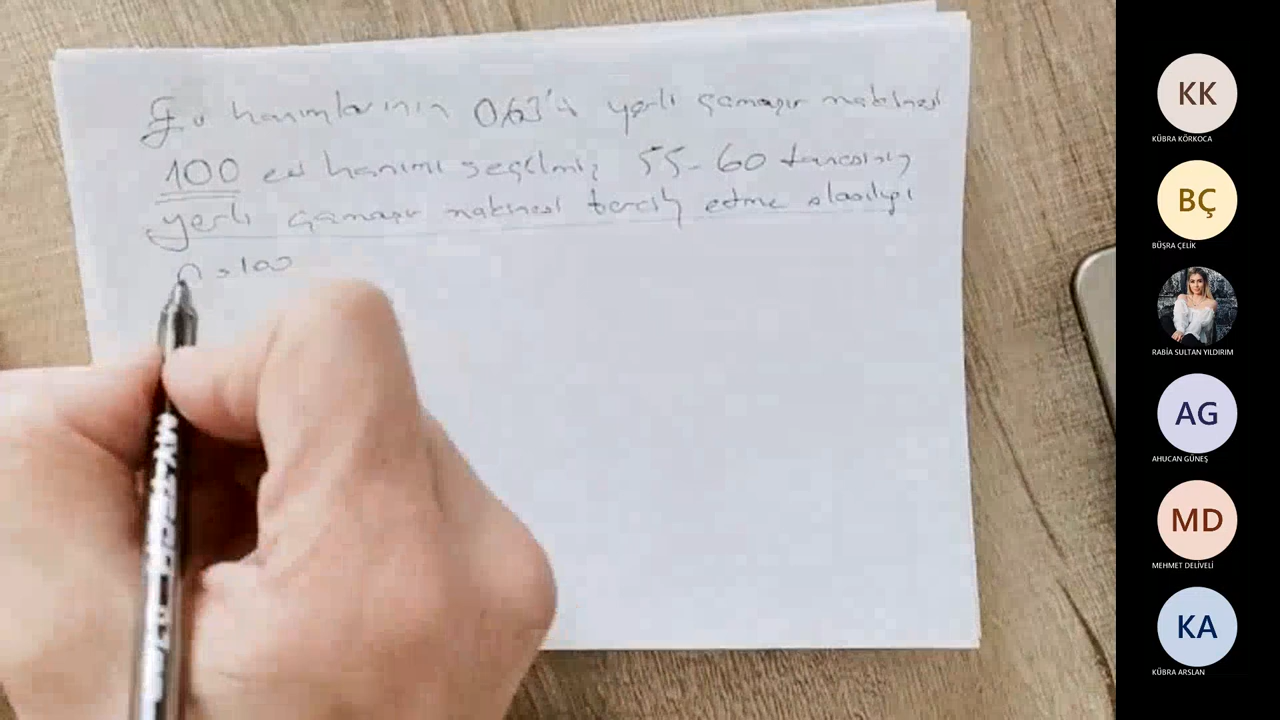 Ev hanımlarının 0,63'ü yerli çamaşır makinesi
100 ev hanımı seçilmiş 55-60 tanesinin
yerli çamaşır makinesi tercih etme olasılığı
n = 100
KK
KÜBRA KÖRKOCA
BÇ
BÜŞRA ÇELİK
RABİA SULTAN YILDIRIM
AG
AHUCAN GÜNEŞ
MD
MEHMET DELİVELİ
KA
KÜBRA ARSLAN